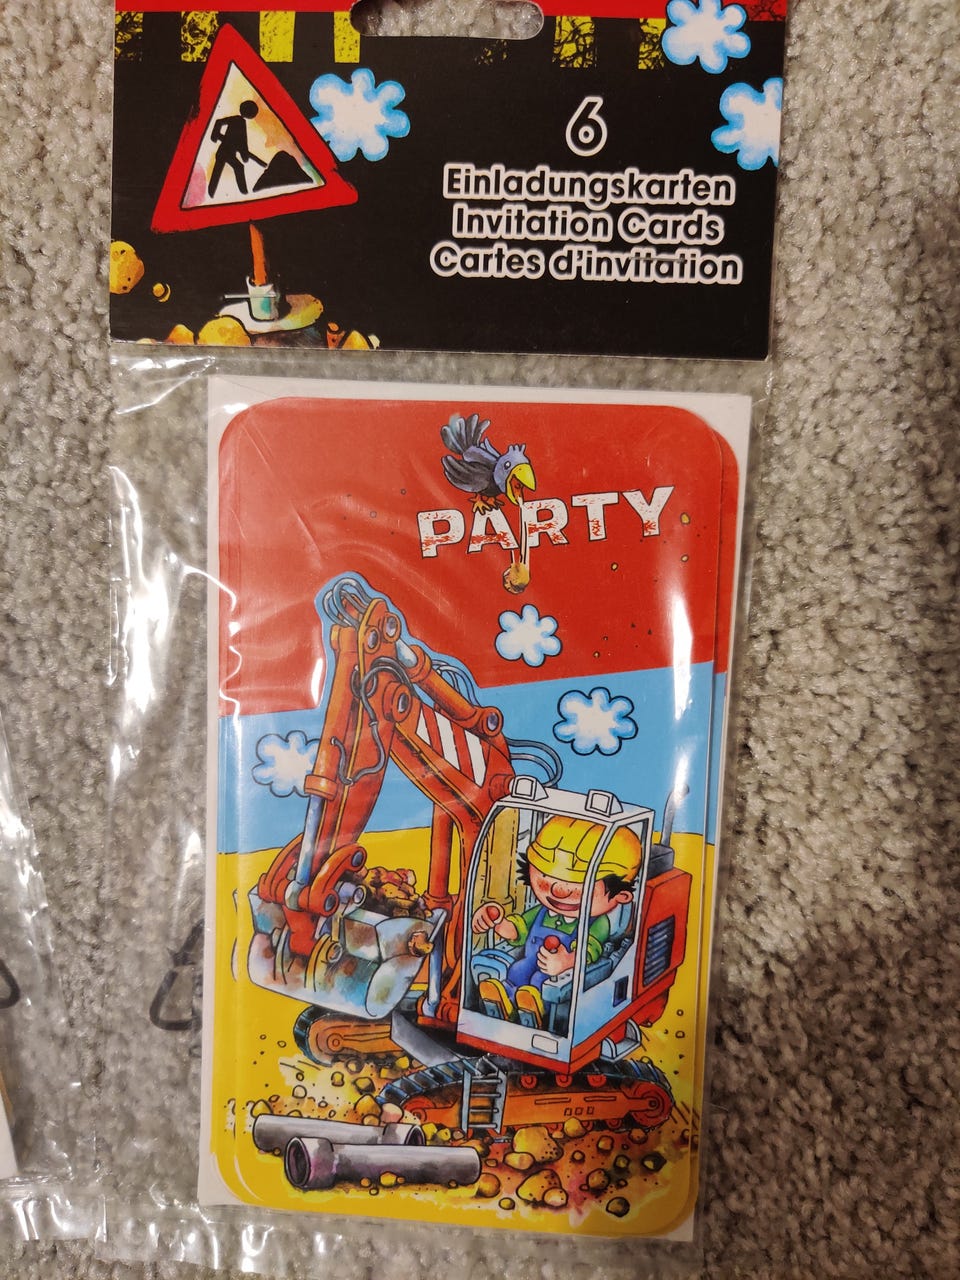 6
Einladungskarten
Invitation Cards
Cartes d'invitation
PARTY